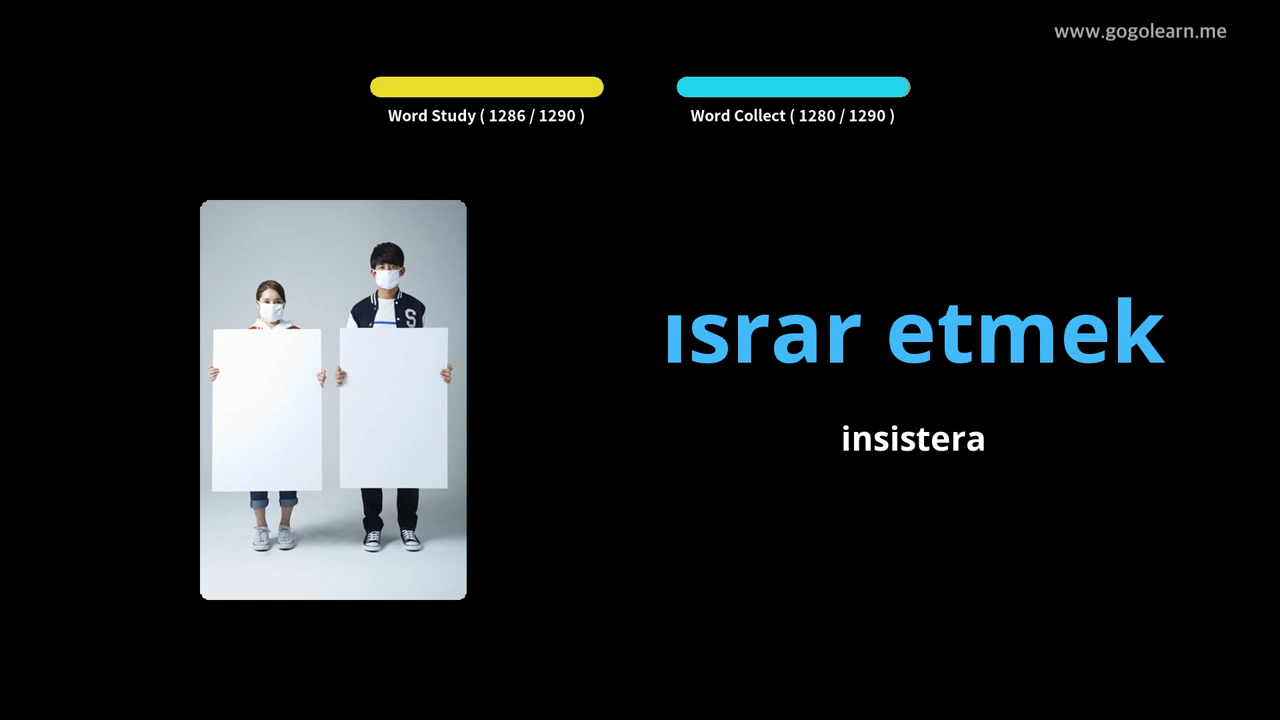 www.gogolearn.me
Word Study ( 1286 / 1290 )
Word Collect ( 1280 / 1290 )
S
ısrar etmek
insistera